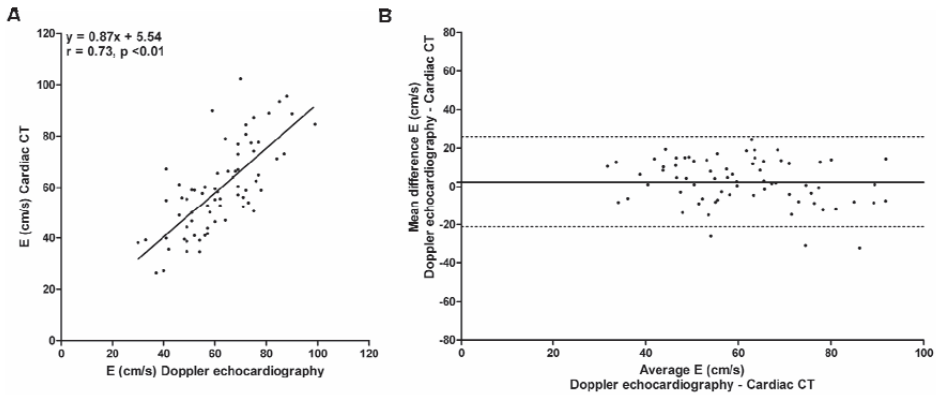 A
y = 0.87x + 5.54
r = 0.73, p <0.01
E (cm/s) Cardiac CT
120
100
80
60
40
20
0
0 20 40 60 80 100 120
E (cm/s) Doppler echocardiography
B
Mean difference E (cm/s)
Doppler echocardiography - Cardiac CT
80
60
40
20
0
-20
-40
-60
-80
0 20 40 60 80 100
Average E (cm/s)
Doppler echocardiography - Cardiac CT